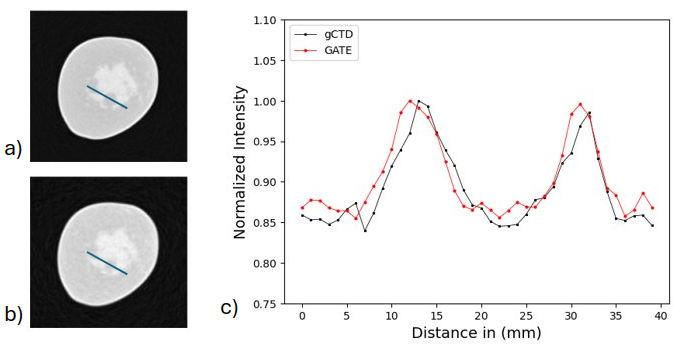 a)
b)
c)
Normalized Intensity
1.10
1.05
1.00
0.95
0.90
0.85
0.80
0.75
gCTD
GATE
0 5 10 15 20 25 30 35 40
Distance in (mm)